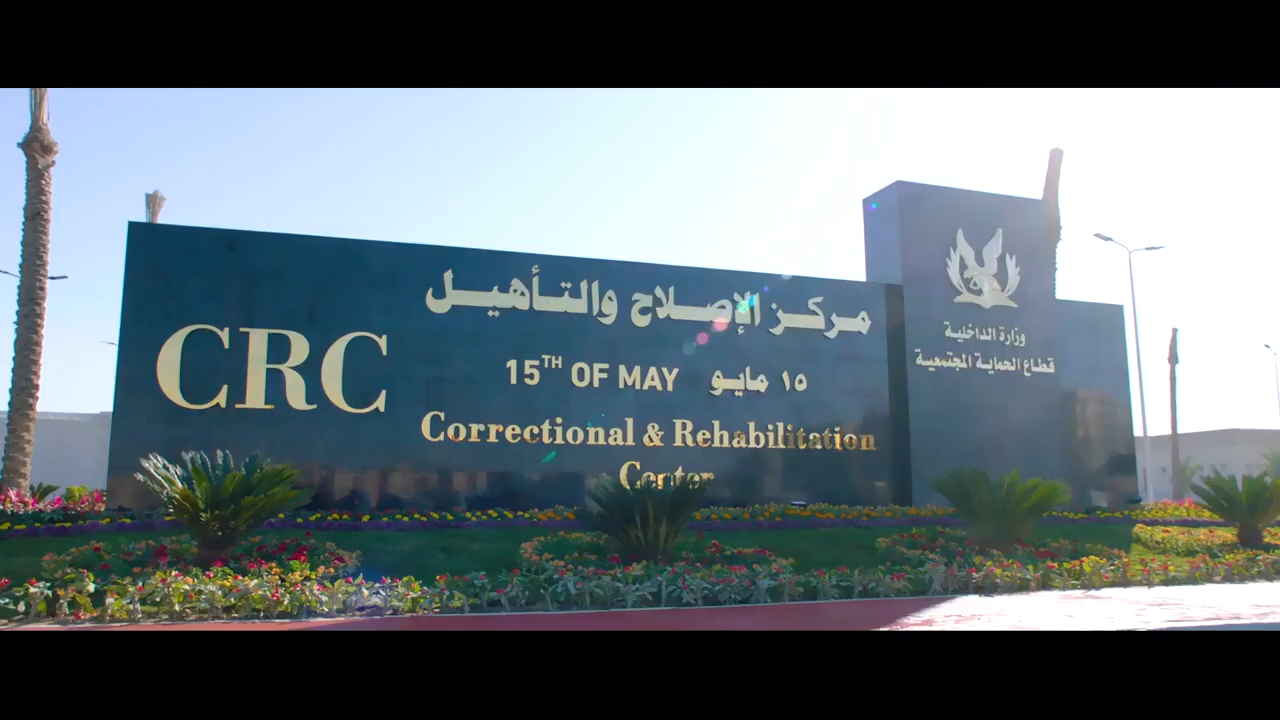 CRC
مركز الإصلاح والتأهيل
15TH OF MAY ١٥ مايو
Correctional & Rehabilitation
Center
وزارة الداخلية
قطاع الحماية المجتمعية